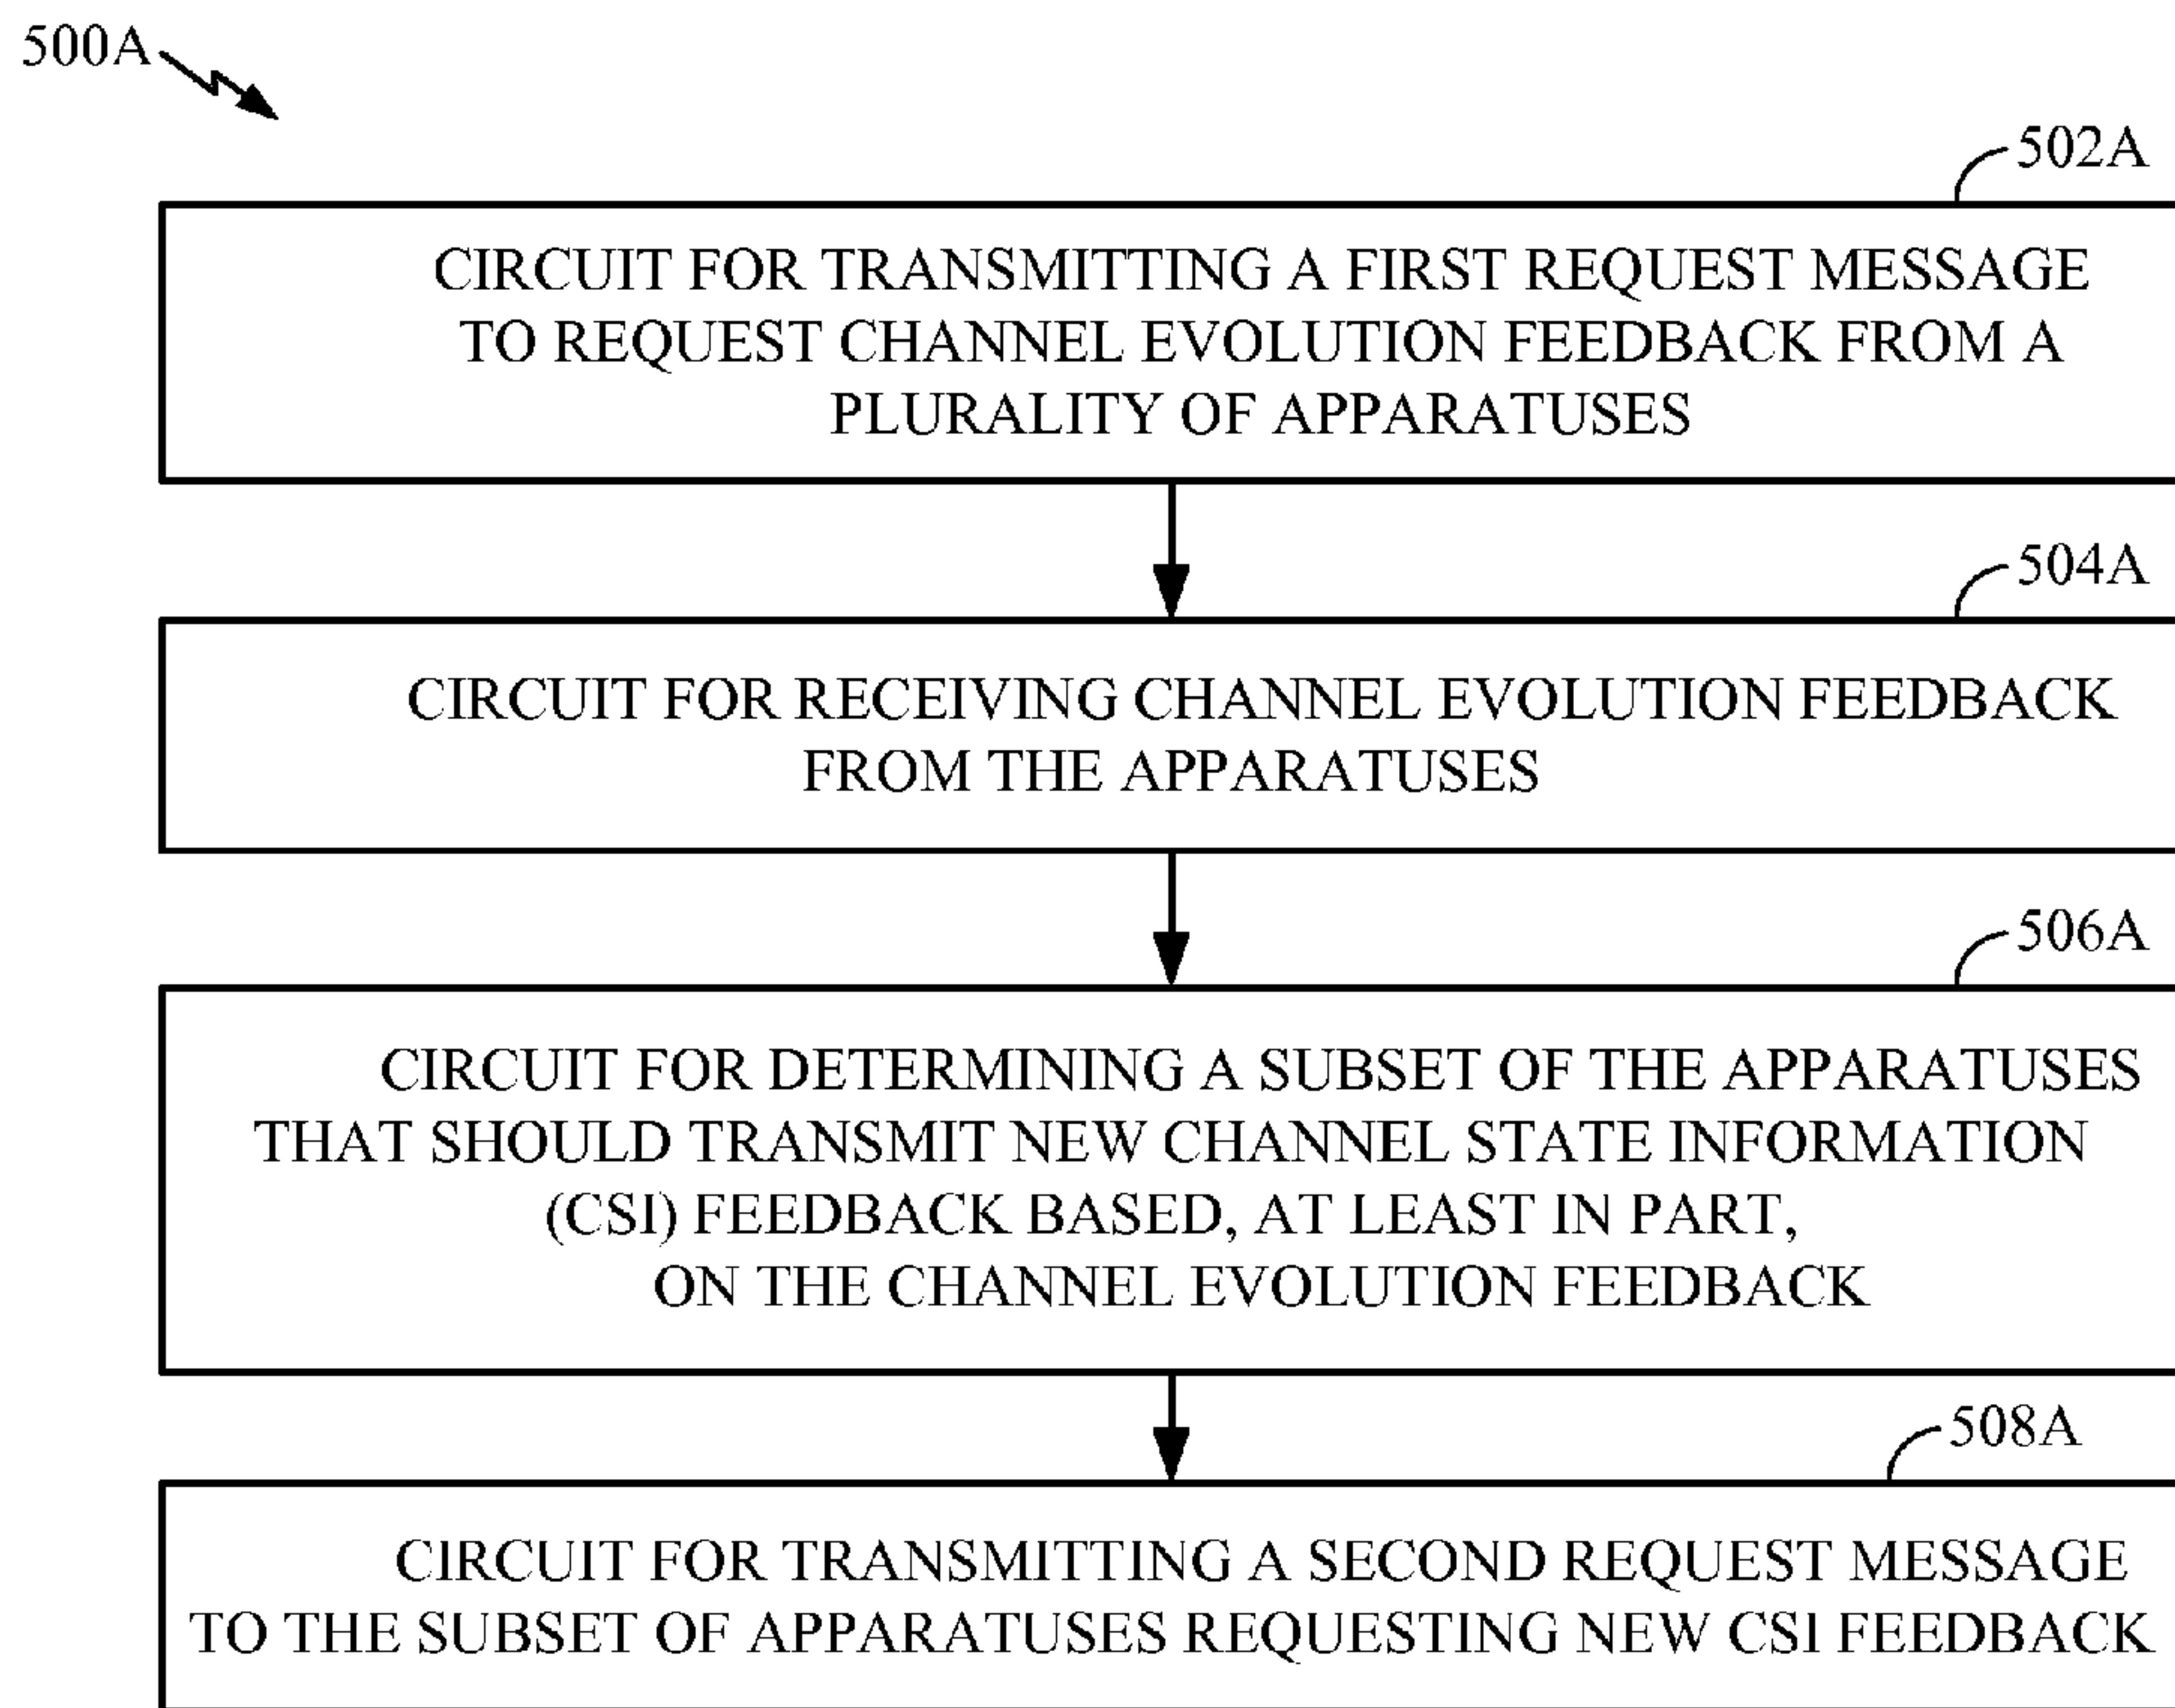 500A
502A
CIRCUIT FOR TRANSMITTING A FIRST REQUEST MESSAGE
TO REQUEST CHANNEL EVOLUTION FEEDBACK FROM A
PLURALITY OF APPARATUSES
504A
CIRCUIT FOR RECEIVING CHANNEL EVOLUTION FEEDBACK
FROM THE APPARATUSES
506A
CIRCUIT FOR DETERMINING A SUBSET OF THE APPARATUSES
THAT SHOULD TRANSMIT NEW CHANNEL STATE INFORMATION
(CSI) FEEDBACK BASED, AT LEAST IN PART,
ON THE CHANNEL EVOLUTION FEEDBACK
508A
CIRCUIT FOR TRANSMITTING A SECOND REQUEST MESSAGE
TO THE SUBSET OF APPARATUSES REQUESTING NEW CSI FEEDBACK